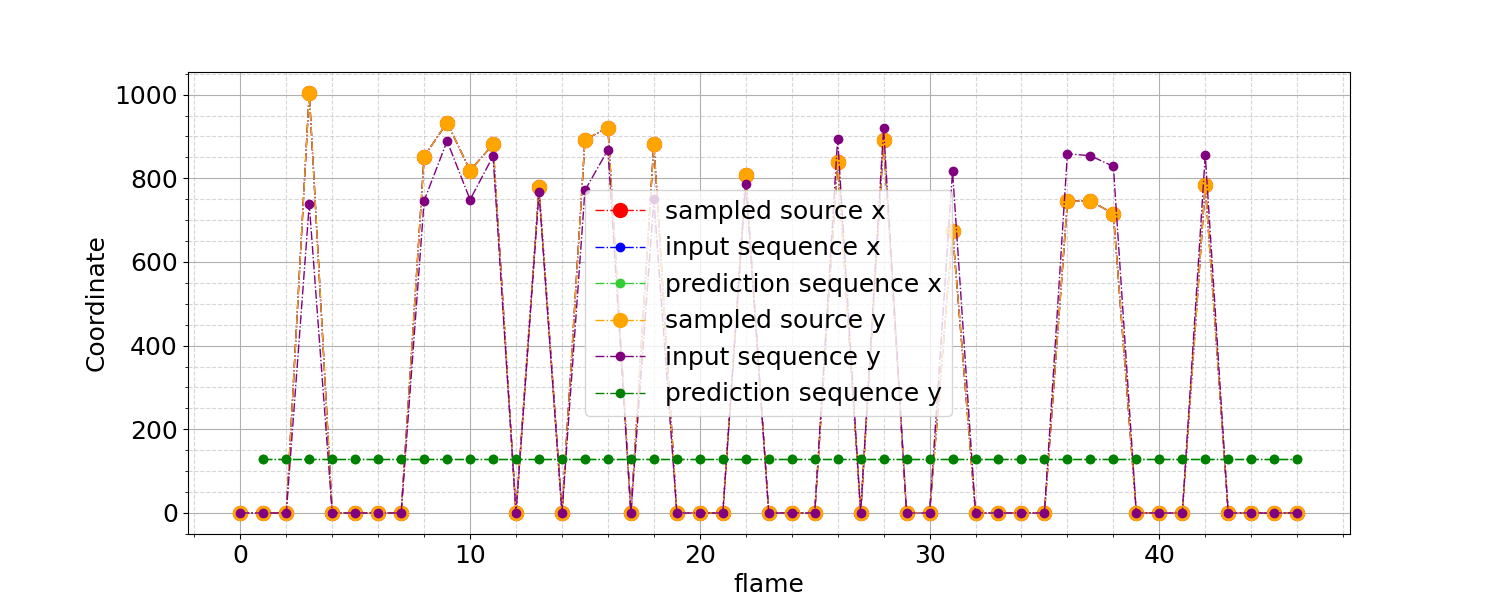 1000
800
600
400
200
0
Coordinate
sampled source x
input sequence x
prediction sequence x
sampled source y
input sequence y
prediction sequence y
0 10 20 30 40
flame